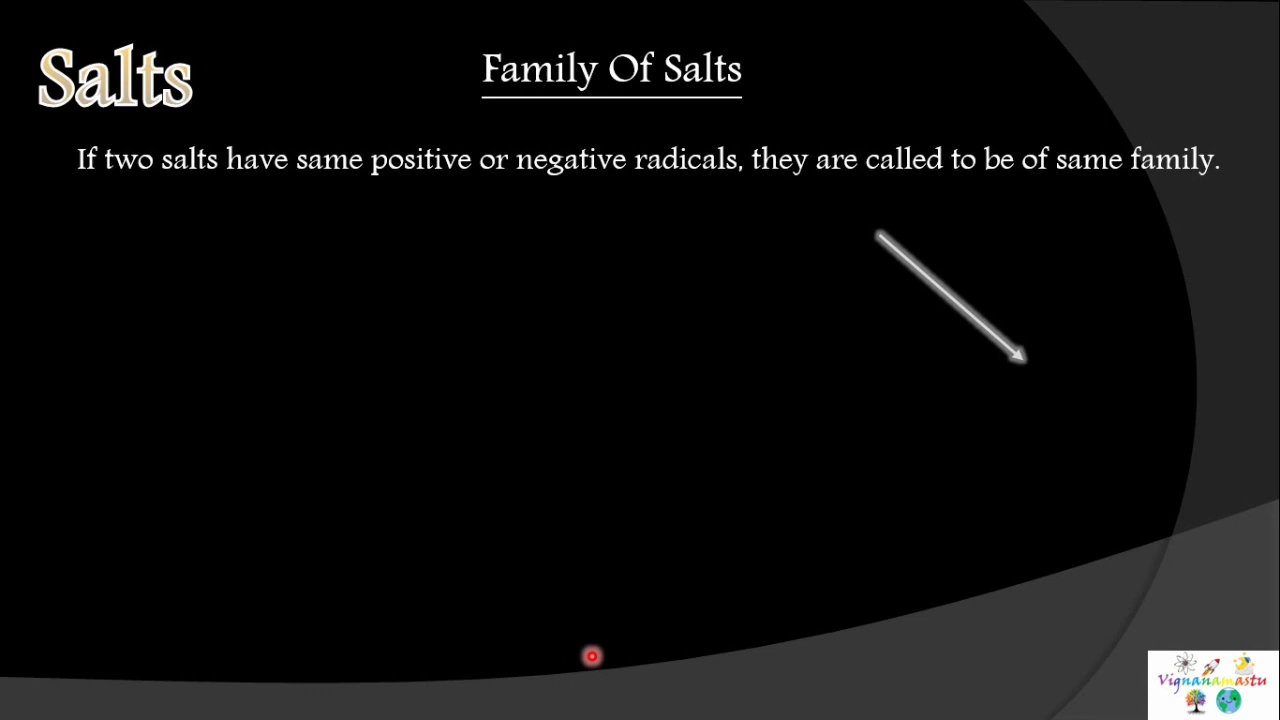 Salts
Family Of Salts
If two salts have same positive or negative radicals, they are called to be of same family.
Vignanamastu